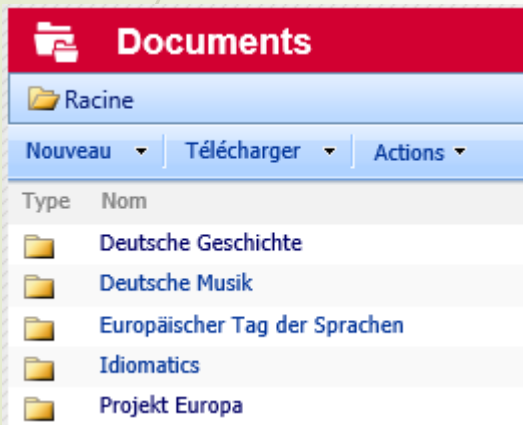 Documents
Racine
Nouveau Télécharger Actions
Type Nom
Deutsche Geschichte
Deutsche Musik
Europäischer Tag der Sprachen
Idiomatics
Projekt Europa